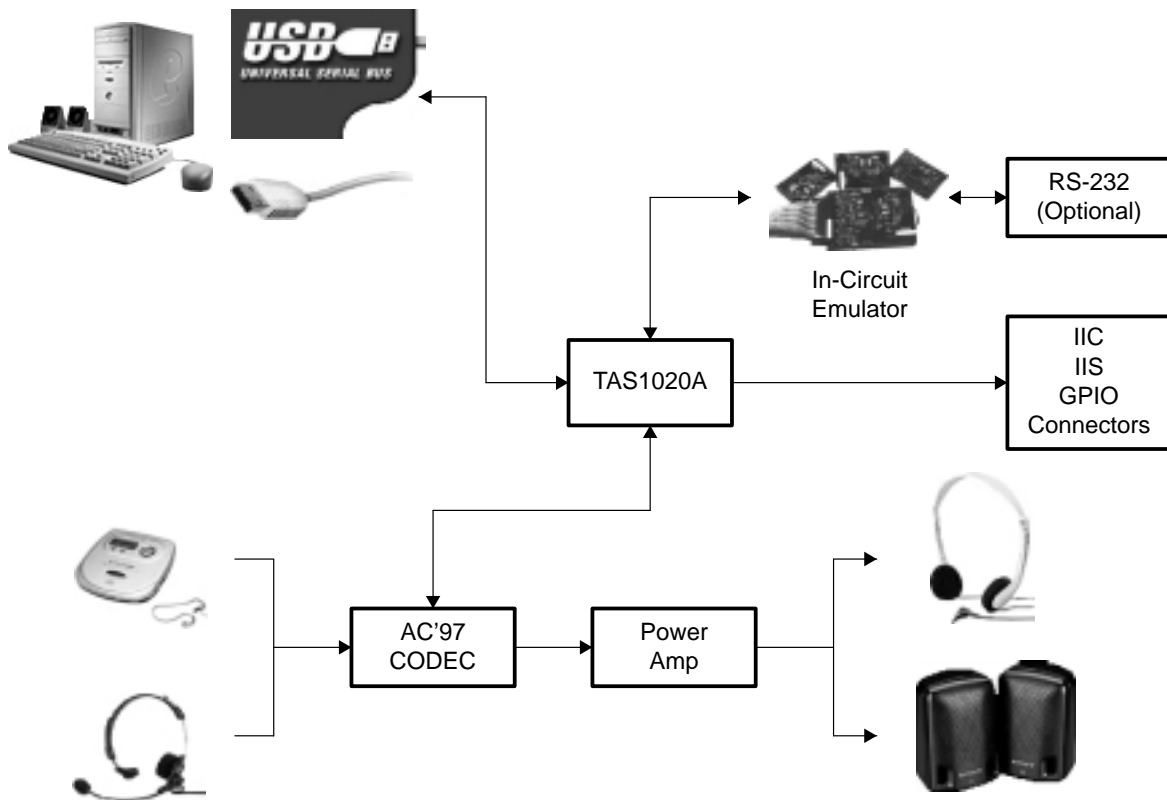 USB
UNIVERSAL SERIAL BUS
RS-232
(Optional)
In-Circuit
Emulator
TAS1020A
IIC
IIS
GPIO
Connectors
AC'97
CODEC
Power
Amp